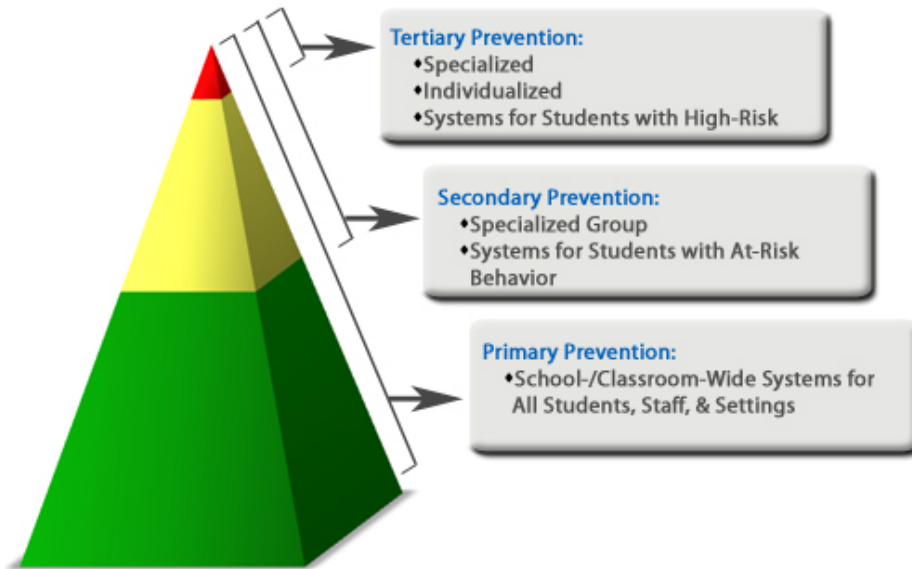 Tertiary Prevention:
♦Specialized
♦Individualized
♦Systems for Students with High-Risk
Secondary Prevention:
♦Specialized Group
♦Systems for Students with At-Risk
Behavior
Primary Prevention:
♦School-/Classroom-Wide Systems for
All Students, Staff, & Settings